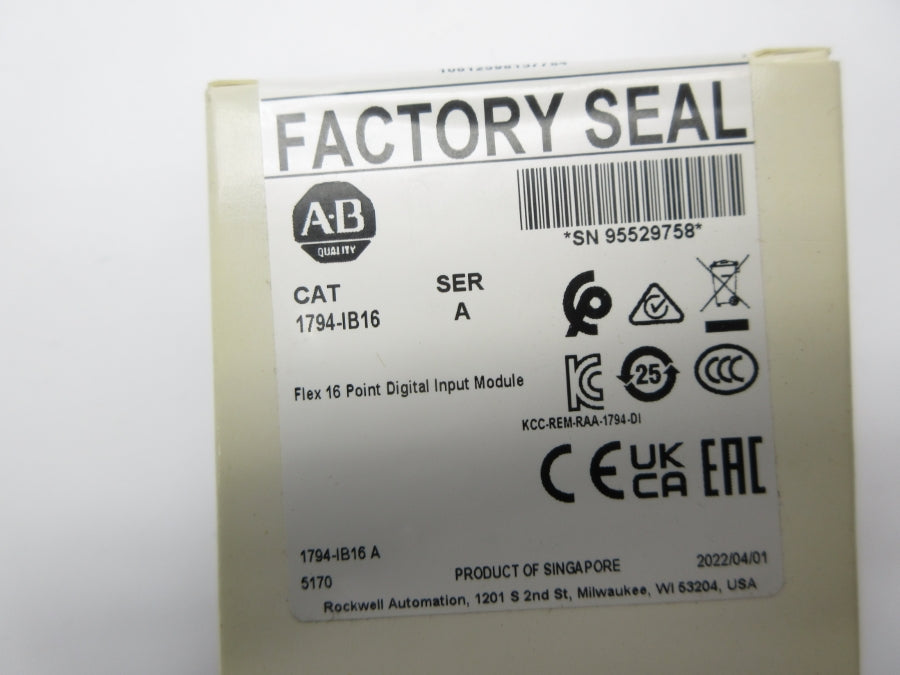 FACTORY SEAL
A·B
QUALITY
*SN 95529758*
CAT
SER
1794-IB16
A
Flex 16 Point Digital Input Module
25
CCC
KCC-REM-RAA-1794-DI
CE
UK
CA
EAC
1794-IB16 A
5170
PRODUCT OF SINGAPORE
2022/04/01
Rockwell Automation, 1201 S 2nd St, Milwaukee, WI 53204, USA